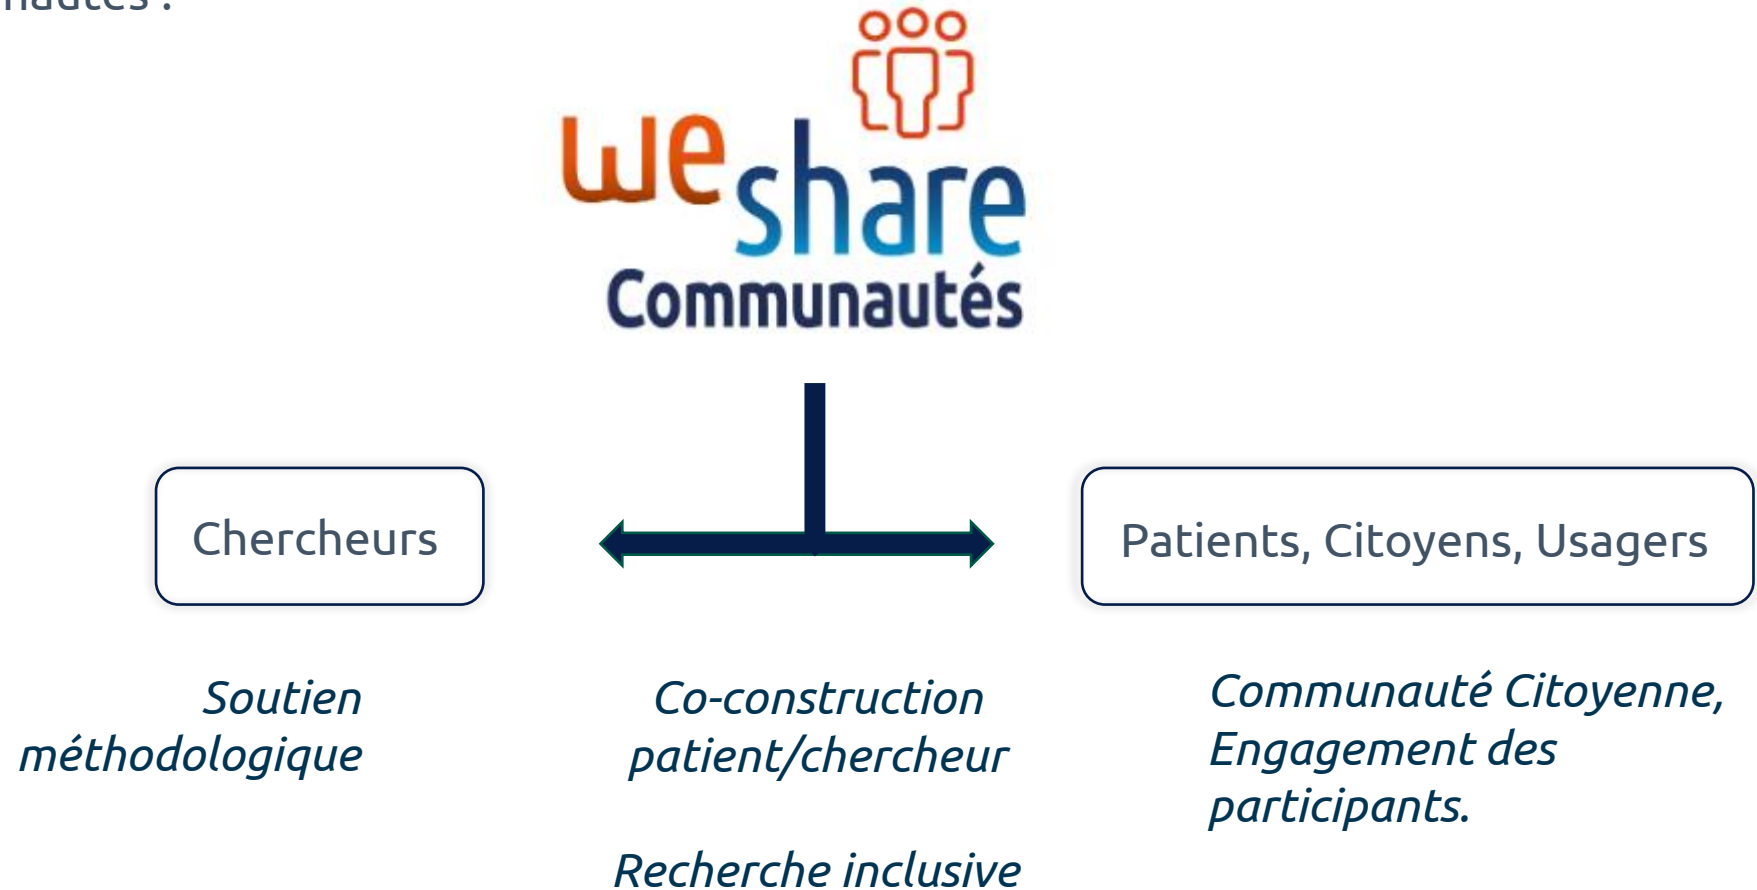 we
share
Communautés
Chercheurs
Patients, Citoyens, Usagers
Soutien
méthodologique
Co-construction
patient/chercheur
Recherche inclusive
Communauté Citoyenne,
Engagement des
participants.